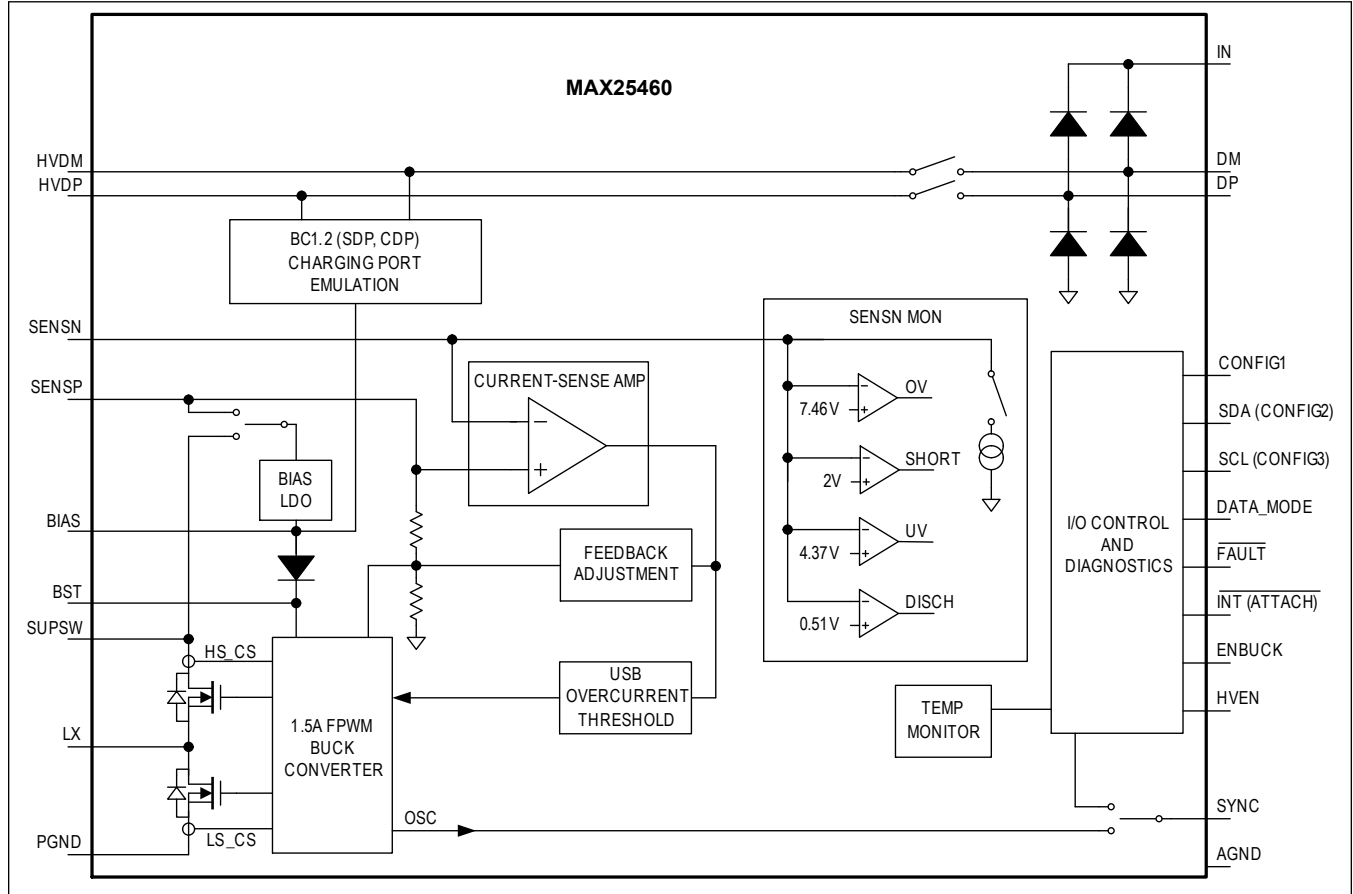 MAX25460
IN
HVDM
HVDP
DM
DP
BC1.2 (SDP, CDP)
CHARGING PORT
EMULATION
SENSN
SENSP
CURRENT-SENSE AMP
−
+
SENSN MON
−
OV
7.46V
+
−
SHORT
2V
+
−
UV
4.37V
+
−
DISCH
0.51V
+
CONFIG1
SDA (CONFIG2)
SCL (CONFIG3)
DATA_MODE
FAULT
INT (ATTACH)
ENBUCK
HVEN
I/O CONTROL
AND
DIAGNOSTICS
BIAS
LDO
BIAS
BST
SUPSW
FEEDBACK
ADJUSTMENT
HS_CS
LX
1.5A FPWM
BUCK
CONVERTER
USB
OVERCURRENT
THRESHOLD
TEMP
MONITOR
PGND
LS_CS
OSC
SYNC
AGND